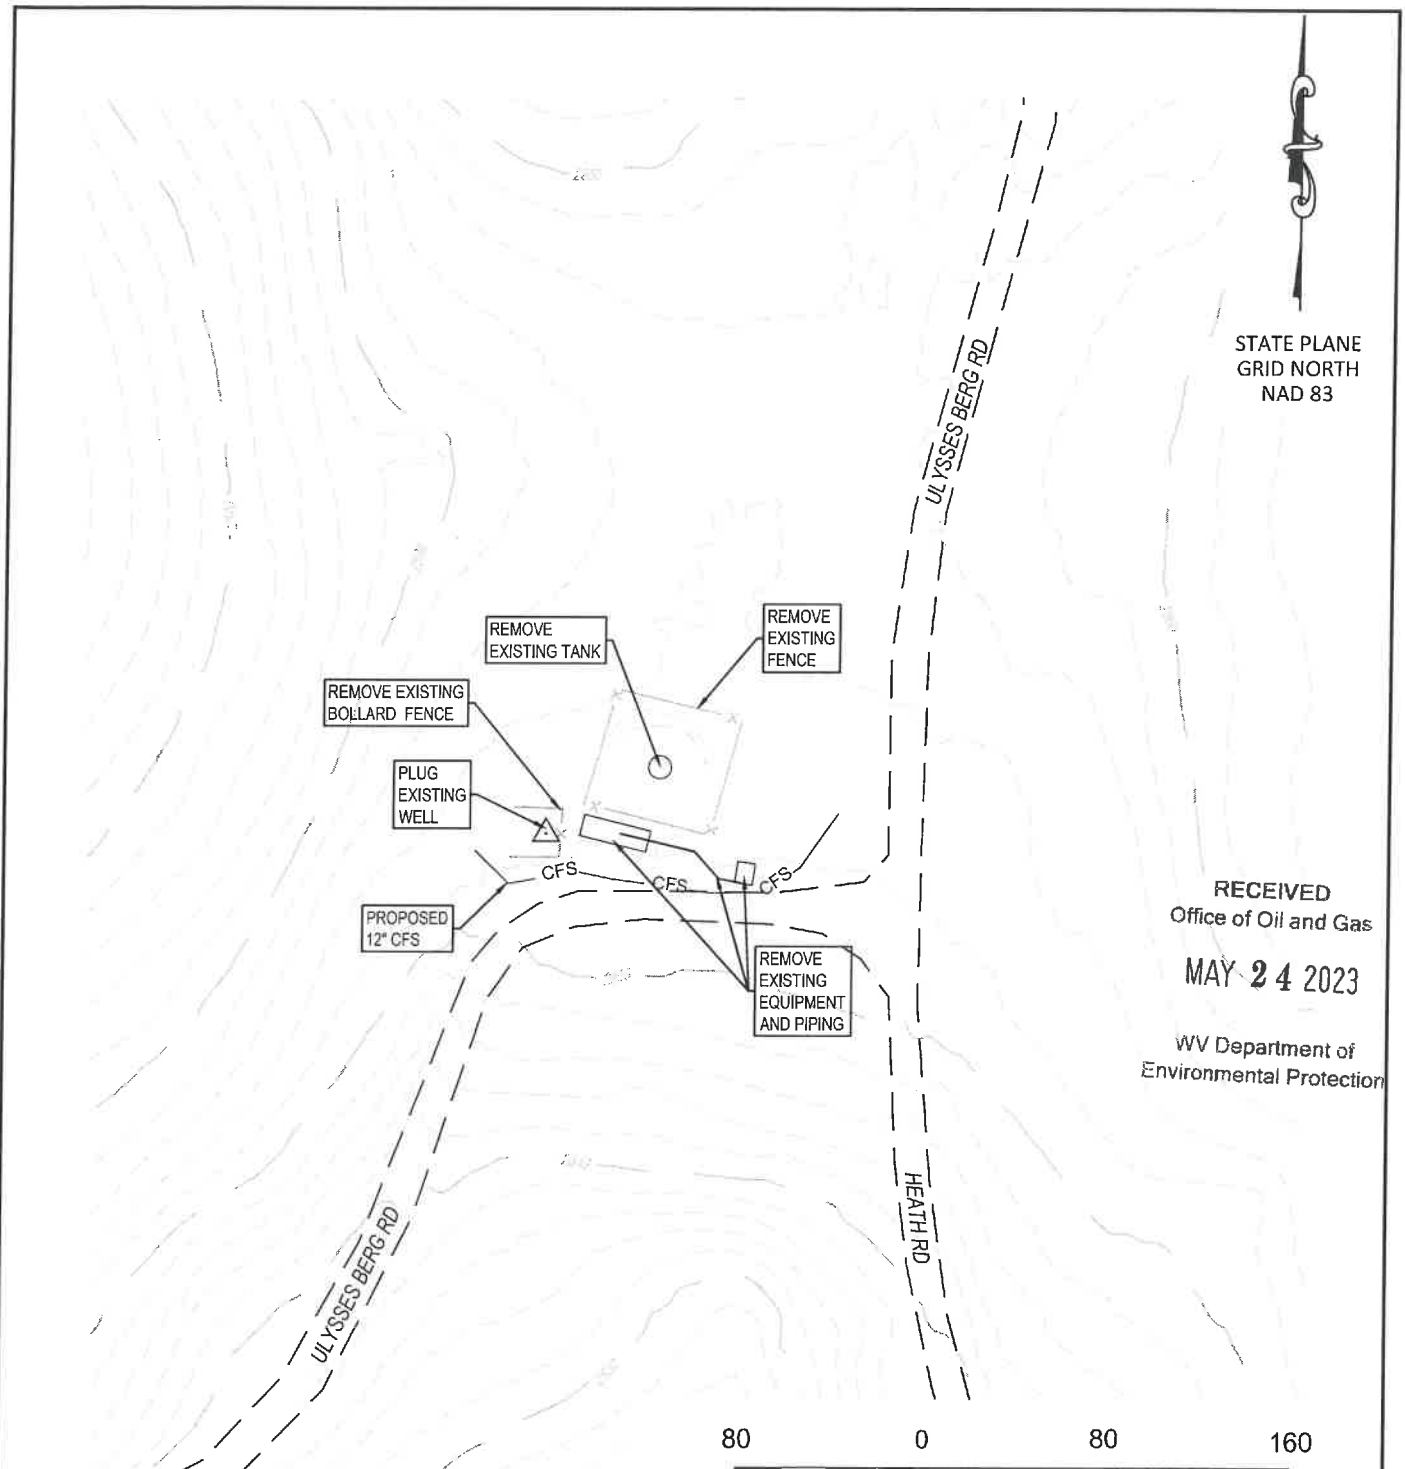 STATE PLANE
GRID NORTH
NAD 83
ULYSSES BERG RD
REMOVE
EXISTING TANK
REMOVE
EXISTING
FENCE
REMOVE EXISTING
BOLLARD FENCE
PLUG
EXISTING
WELL
CFS
CFS
CFS
PROPOSED
12" CFS
REMOVE
EXISTING
EQUIPMENT
AND PIPING
RECEIVED
Office of Oil and Gas
MAY 24 2023
WV Department of
Environmental Protection
HEATH RD
ULYSSES BERG RD
80 0 80 160